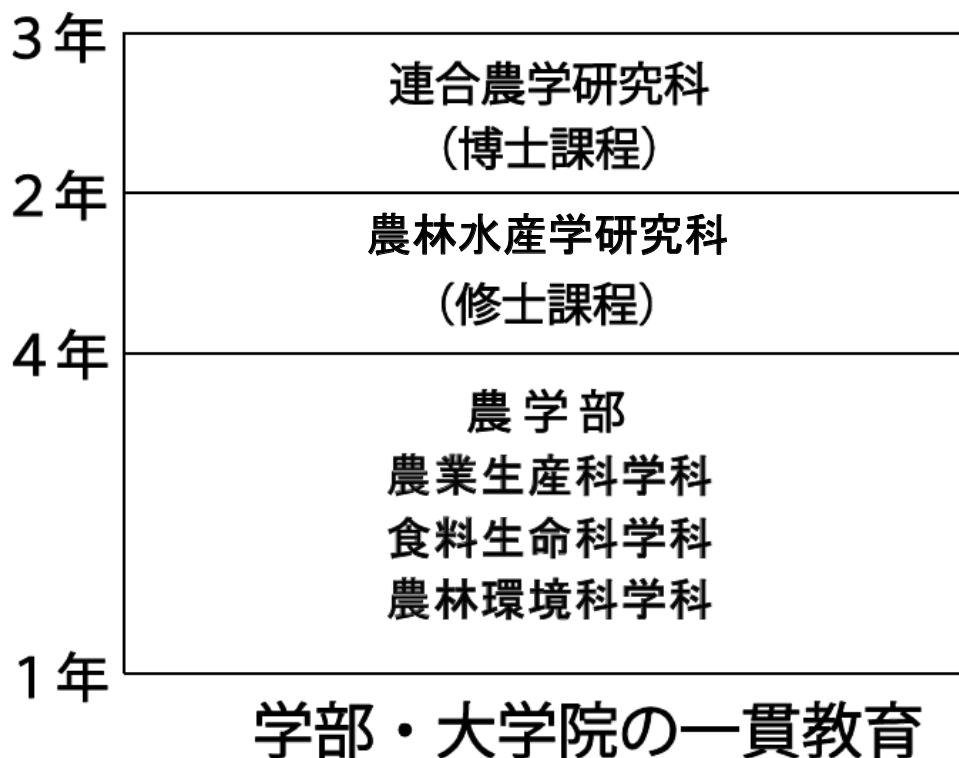 3年
連合農学研究科
（博士課程）
2年
農林水産学研究科
（修士課程）
4年
農学部
農業生産科学科
食料生命科学科
農林環境科学科
1年
学部・大学院の一貫教育